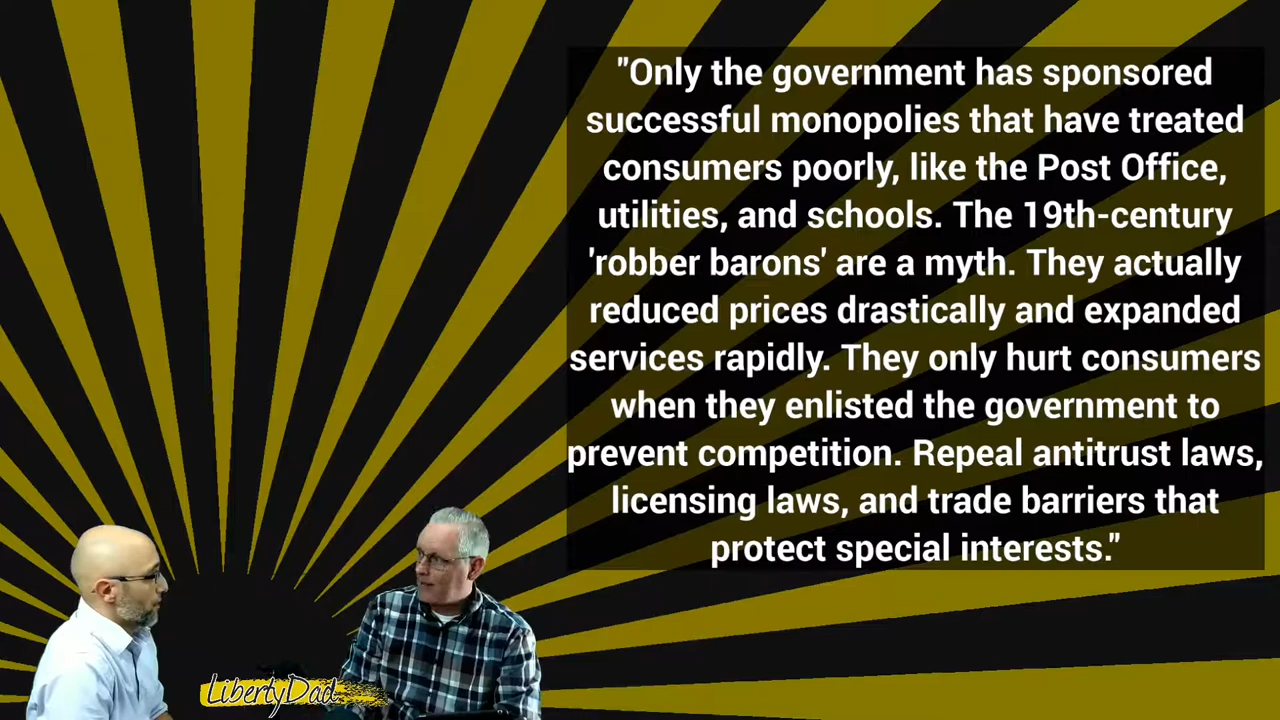 "Only the government has sponsored
successful monopolies that have treated
consumers poorly, like the Post Office,
utilities, and schools. The 19th-century
'robber barons' are a myth. They actually
reduced prices drastically and expanded
services rapidly. They only hurt consumers
when they enlisted the government to
prevent competition. Repeal antitrust laws,
licensing laws, and trade barriers that
protect special interests."
LibertyDad